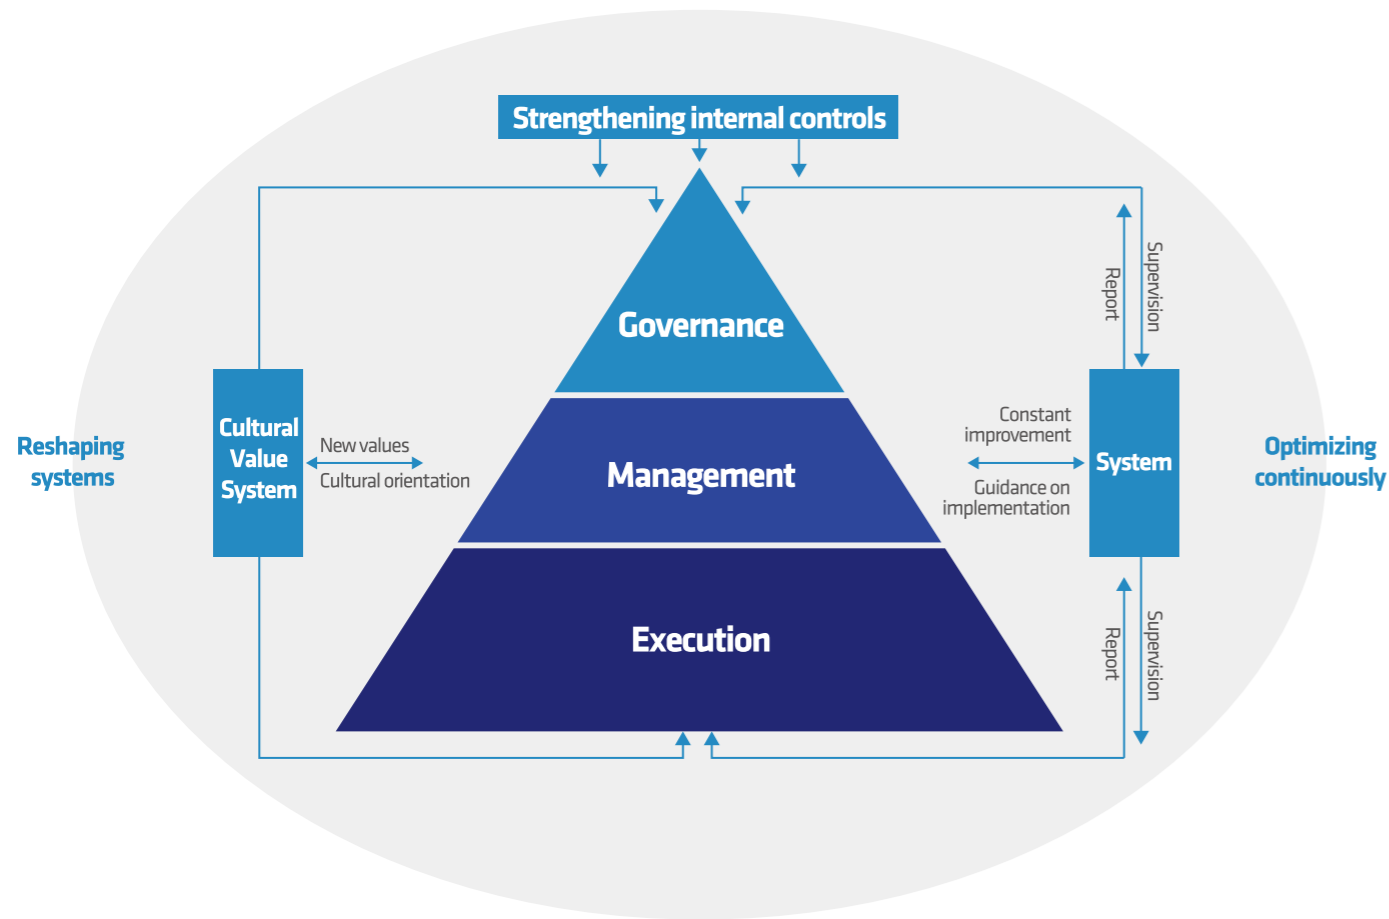 Strengthening internal controls
Supervision
Report
Governance
Reshaping
systems
Cultural
Value
System
New values
Cultural orientation
Management
Constant
improvement
Guidance on
implementation
System
Optimizing
continuously
Execution
Report
Supervision